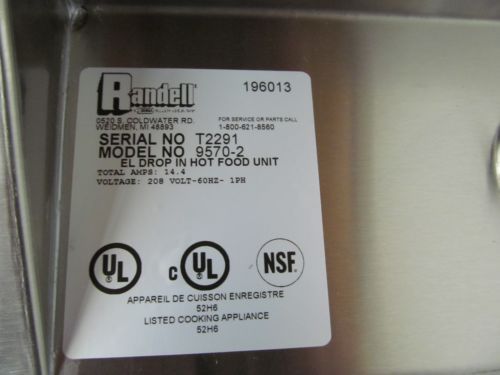 Randell
196013
0520 S. COLDWATER RD.
WEIDMEN, MI 48893
FOR SERVICE OR PARTS CALL
1-800-621-8560
SERIAL NO T2291
MODEL NO 9570-2
EL DROP IN HOT FOOD UNIT
TOTAL AMPS: 14.4
VOLTAGE: 208 VOLT-60HZ- 1PH
UL
C UL
NSF.
APPAREIL DE CUISSON ENREGISTRE
52H6
LISTED COOKING APPLIANCE
52H6